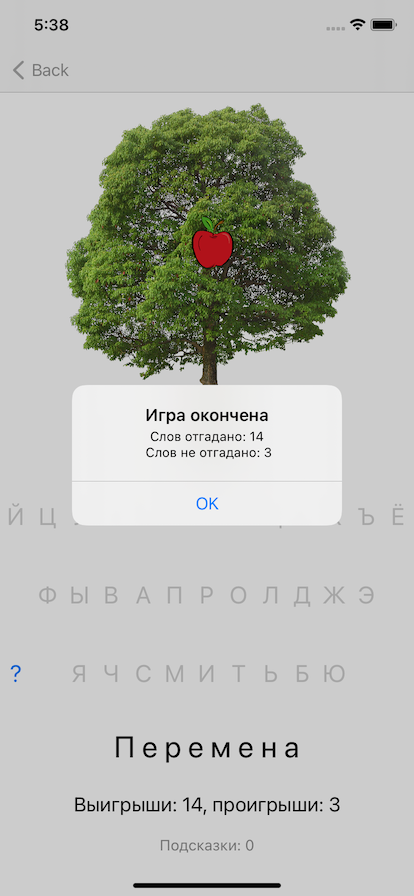 5:38
Back
Игра окончена
Слов отгадано: 14
Слов не отгадано: 3
OK
Й Ц Ъ Ё
Ф Ы В А П Р О Л Д Ж Э
? Я Ч С М И Т Ь Б Ю
Перемена
Выигрыши: 14, проигрыши: 3
Подсказки: 0